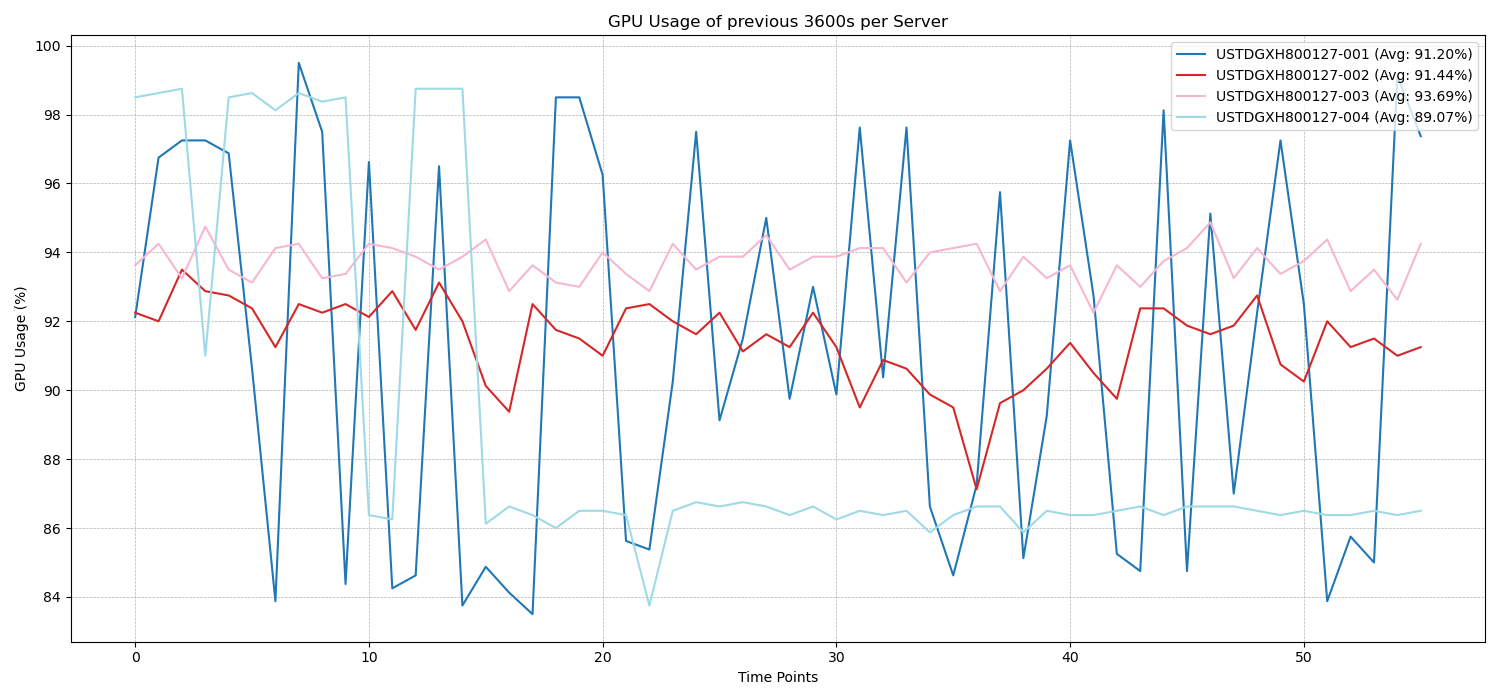 GPU Usage of previous 3600s per Server
USTDGXH800127-001 (Avg: 91.20%)
USTDGXH800127-002 (Avg: 91.44%)
USTDGXH800127-003 (Avg: 93.69%)
USTDGXH800127-004 (Avg: 89.07%)
GPU Usage (%)
100
98
96
94
92
90
88
86
84
0 10 20 30 40 50
Time Points